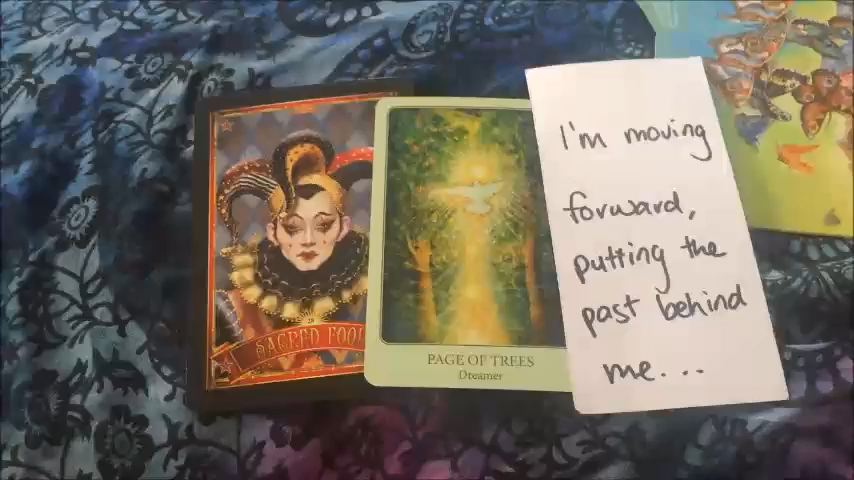 SACRED FOOL
PAGE OF TREES
Dreamer
I'm moving
forward,
putting the
past behind
me...